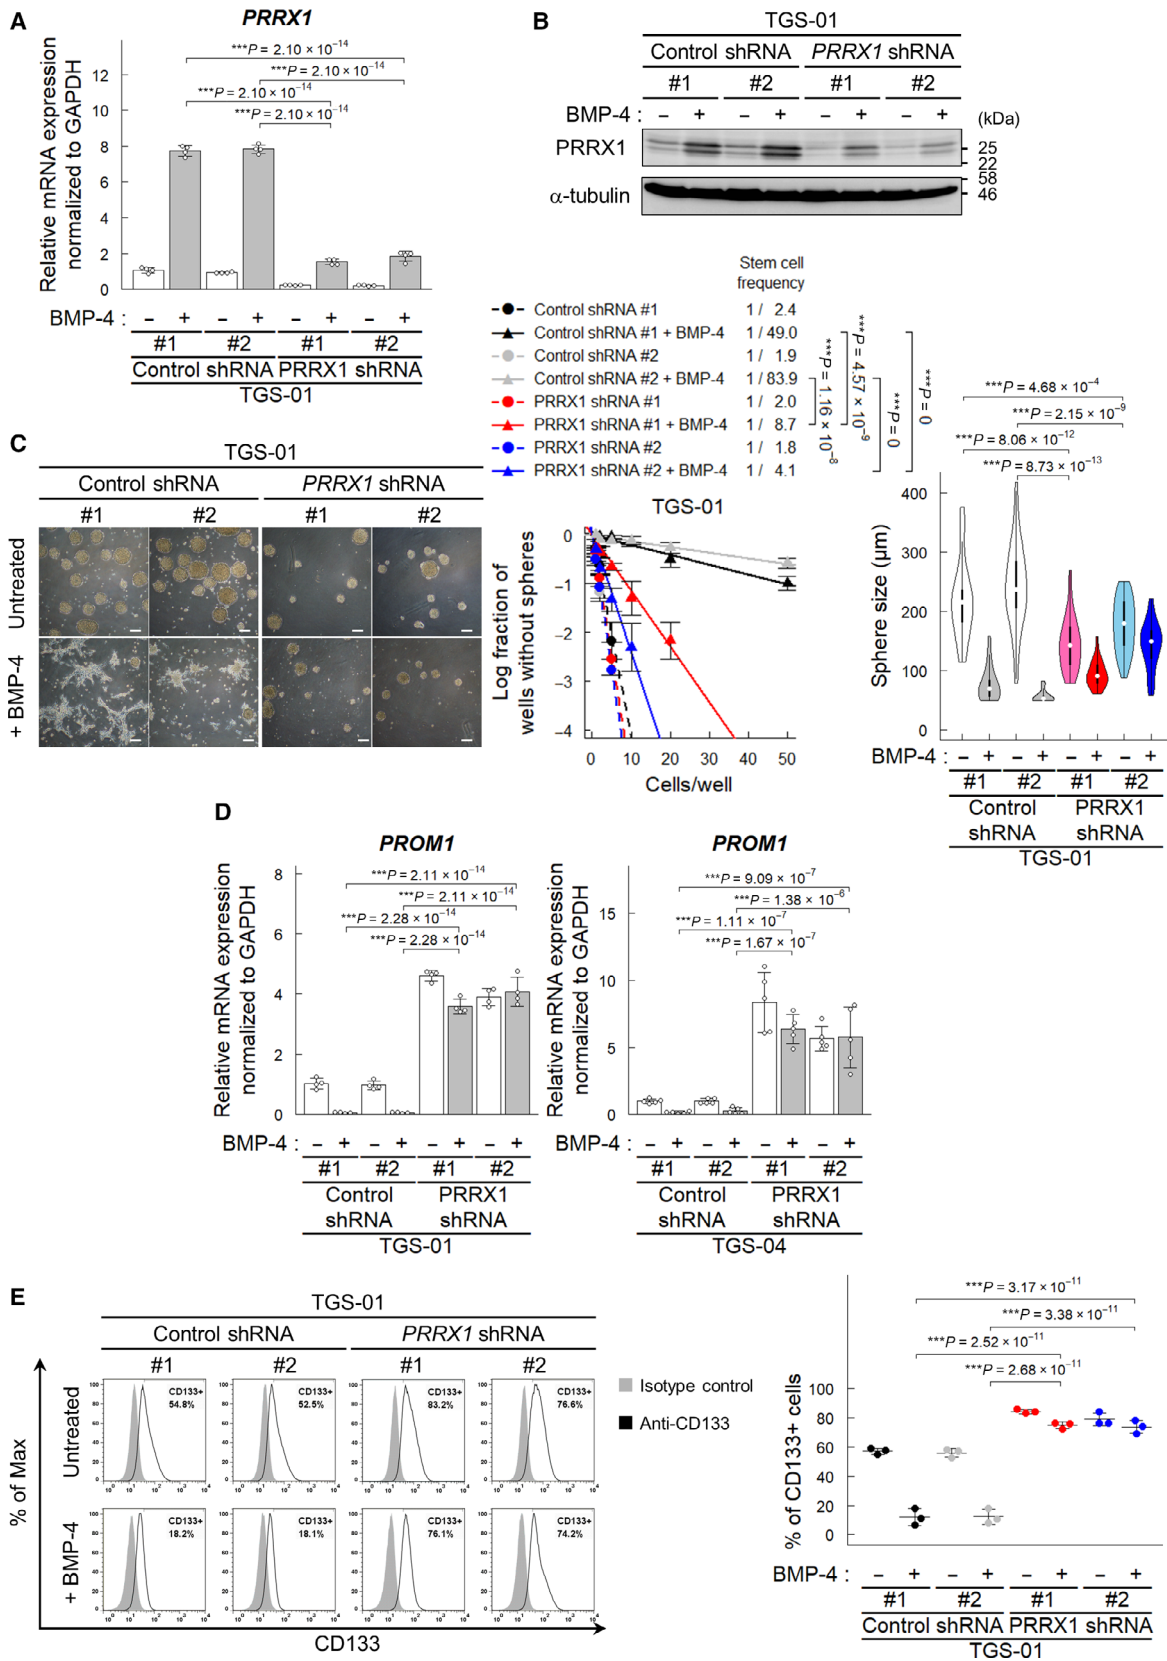 A
PRRX1
Relative mRNA expression
normalized to GAPDH
12
10
8
6
4
2
0
***P = 2.10 × 10−14
***P = 2.10 × 10−14
***P = 2.10 × 10−14
***P = 2.10 × 10−14
BMP-4 : − + − + − + − +
#1 #2 #1 #2
Control shRNA PRRX1 shRNA
TGS-01
B
TGS-01
Control shRNA PRRX1 shRNA
#1 #2 #1 #2
BMP-4 : − + − + − + − + (kDa)
PRRX1
25
22
58
α-tubulin
46
Stem cell
frequency
Control shRNA #1 1 / 2.4
Control shRNA #1 + BMP-4 1 / 49.0
Control shRNA #2 1 / 1.9
Control shRNA #2 + BMP-4 1 / 83.9
PRRX1 shRNA #1 1 / 2.0
PRRX1 shRNA #1 + BMP-4 1 / 8.7
PRRX1 shRNA #2 1 / 1.8
PRRX1 shRNA #2 + BMP-4 1 / 4.1
***P = 1.16 × 10−8
***P = 4.57 × 10−9
***P = 0
***P = 0
C
TGS-01
Control shRNA PRRX1 shRNA
#1 #2 #1 #2
Untreated
+ BMP-4
TGS-01
Log fraction of
wells without spheres
0
−1
−2
−3
−4
0 10 20 30 40 50
Cells/well
***P = 4.68 × 10−4
***P = 2.15 × 10−9
***P = 8.06 × 10−12
***P = 8.73 × 10−13
Sphere size (μm)
400
300
200
100
0
BMP-4 : − + − + − + − +
#1 #2 #1 #2
Control PRRX1
shRNA shRNA
TGS-01
D
PROM1
Relative mRNA expression
normalized to GAPDH
8
6
4
2
0
***P = 2.11 × 10−14
***P = 2.11 × 10−14
***P = 2.28 × 10−14
***P = 2.28 × 10−14
BMP-4 : − + − + − + − +
#1 #2 #1 #2
Control PRRX1
shRNA shRNA
TGS-01
PROM1
Relative mRNA expression
normalized to GAPDH
15
10
5
0
***P = 9.09 × 10−7
***P = 1.38 × 10−6
***P = 1.11 × 10−7
***P = 1.67 × 10−7
BMP-4 : − + − + − + − +
#1 #2 #1 #2
Control PRRX1
shRNA shRNA
TGS-04
E
TGS-01
Control shRNA PRRX1 shRNA
#1 #2 #1 #2
% of Max
Untreated
+ BMP-4
100
80
60
40
20
0
CD133+
54.8%
CD133+
52.5%
CD133+
83.2%
CD133+
76.6%
CD133+
18.2%
CD133+
18.1%
CD133+
76.1%
CD133+
74.2%
10^0 10^1 10^2 10^3 10^4
CD133
Isotype control
Anti-CD133
***P = 3.17 × 10−11
***P = 3.38 × 10−11
***P = 2.52 × 10−11
***P = 2.68 × 10−11
% of CD133+ cells
100
80
60
40
20
0
BMP-4 : − + − + − + − +
#1 #2 #1 #2
Control shRNA PRRX1 shRNA
TGS-01